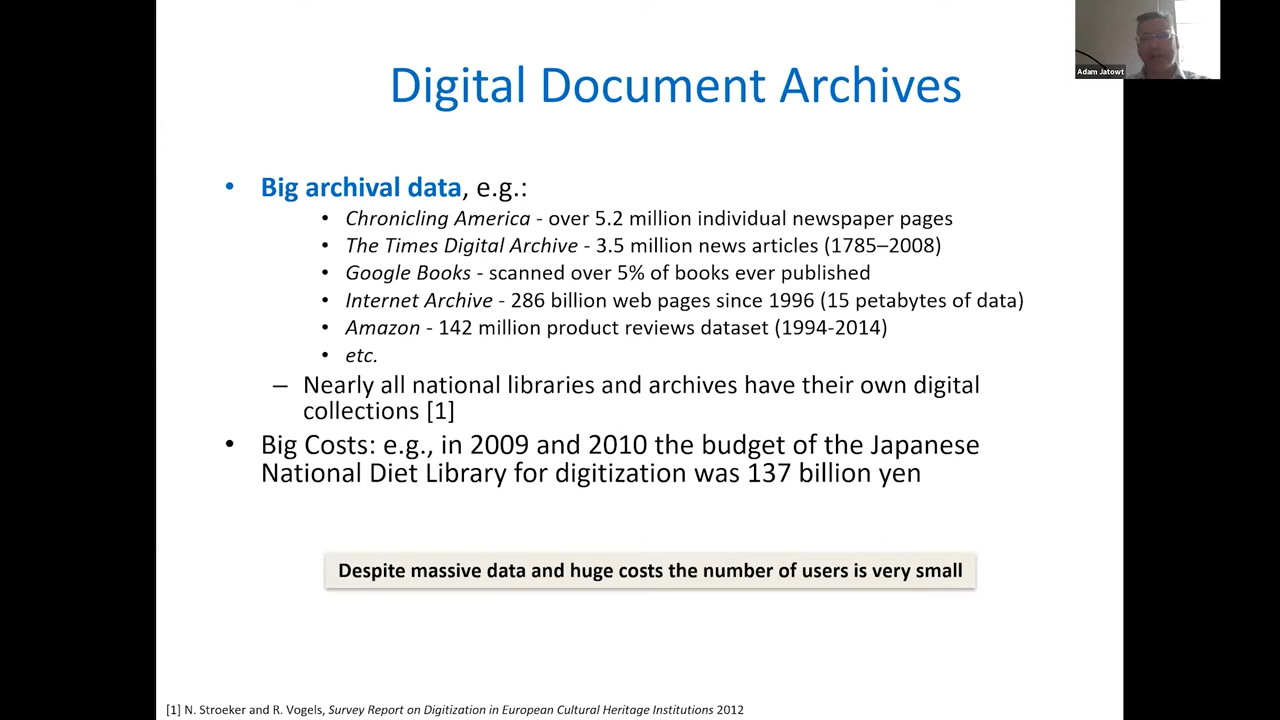 Adam Jatowt
Digital Document Archives
• Big archival data, e.g.:
• Chronicling America - over 5.2 million individual newspaper pages
• The Times Digital Archive - 3.5 million news articles (1785–2008)
• Google Books - scanned over 5% of books ever published
• Internet Archive - 286 billion web pages since 1996 (15 petabytes of data)
• Amazon - 142 million product reviews dataset (1994-2014)
• etc.
– Nearly all national libraries and archives have their own digital
collections [1]
• Big Costs: e.g., in 2009 and 2010 the budget of the Japanese
National Diet Library for digitization was 137 billion yen
Despite massive data and huge costs the number of users is very small
[1] N. Stroeker and R. Vogels, Survey Report on Digitization in European Cultural Heritage Institutions 2012